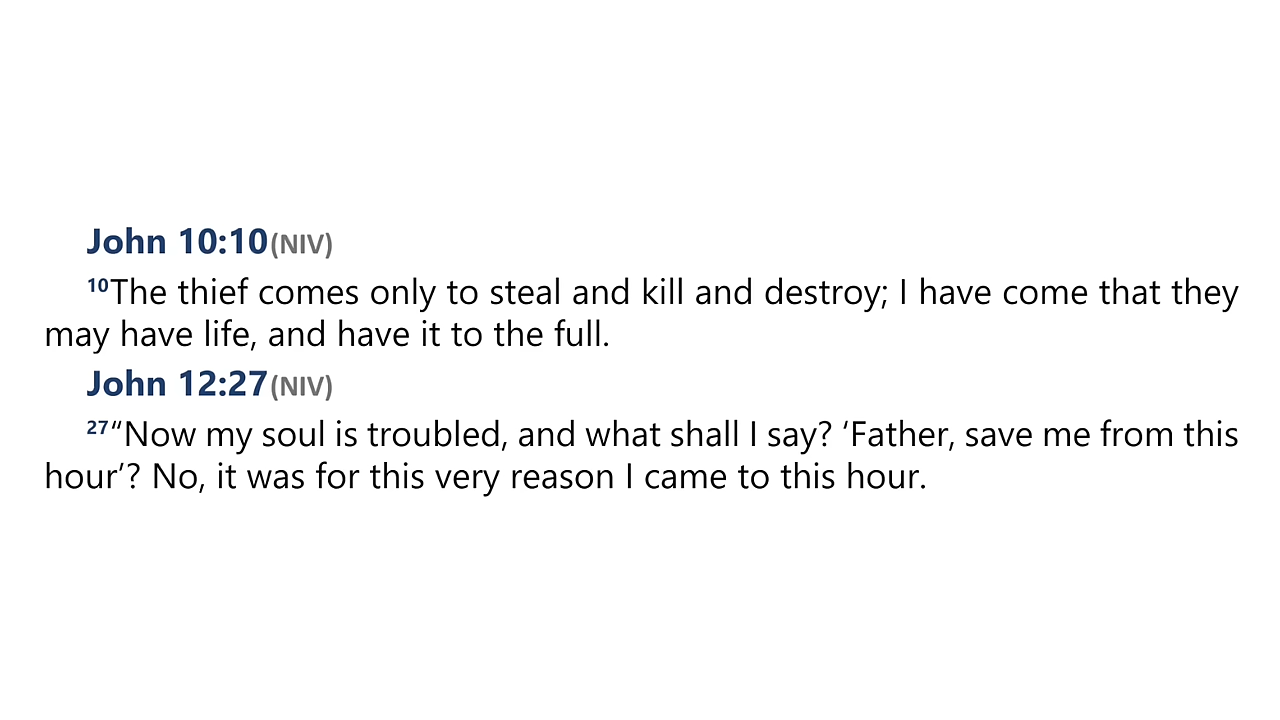 John 10:10(NIV)
10The thief comes only to steal and kill and destroy; I have come that they
may have life, and have it to the full.
John 12:27(NIV)
27“Now my soul is troubled, and what shall I say? ‘Father, save me from this
hour’? No, it was for this very reason I came to this hour.